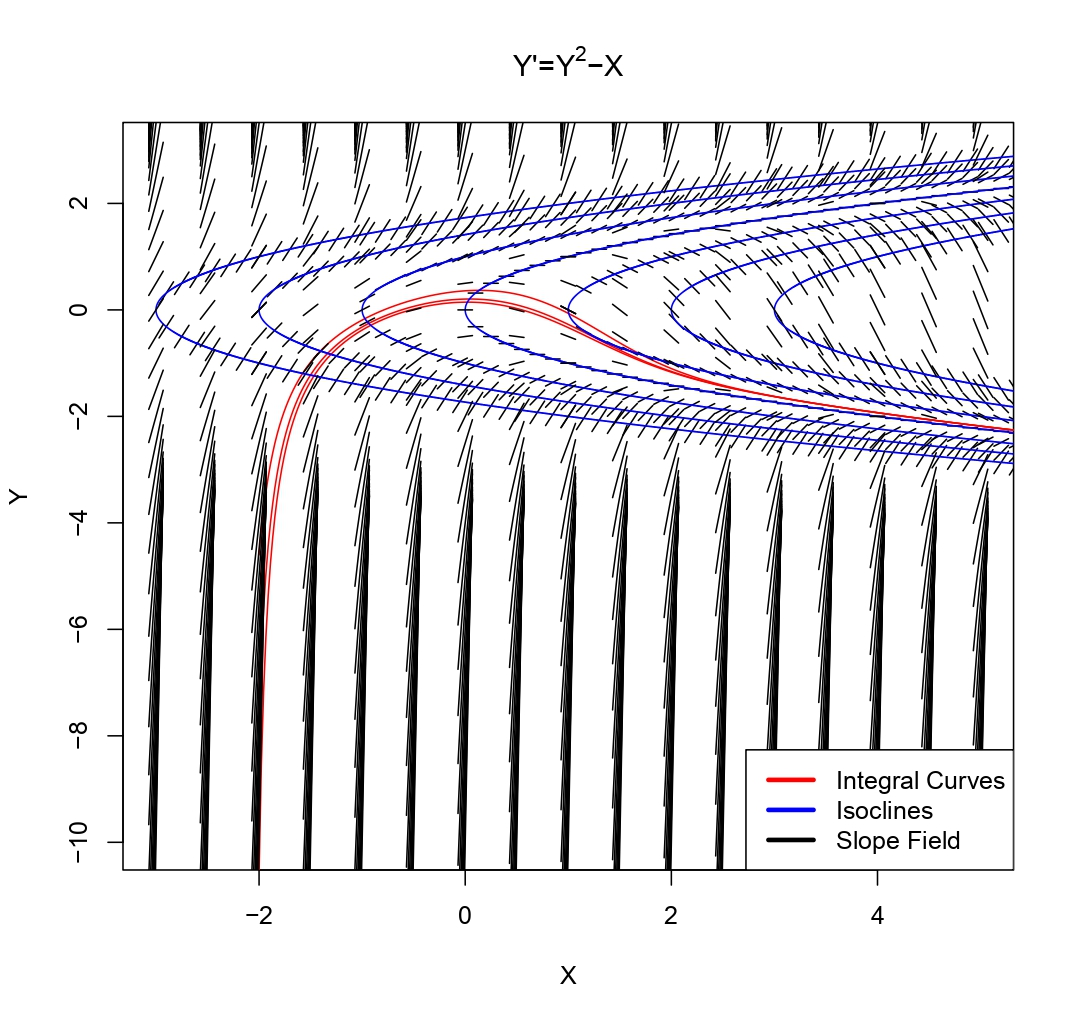 Y'=Y²−X
2
0
−2
−4
−6
−8
−10
Y
Integral Curves
Isoclines
Slope Field
−2 0 2 4
X